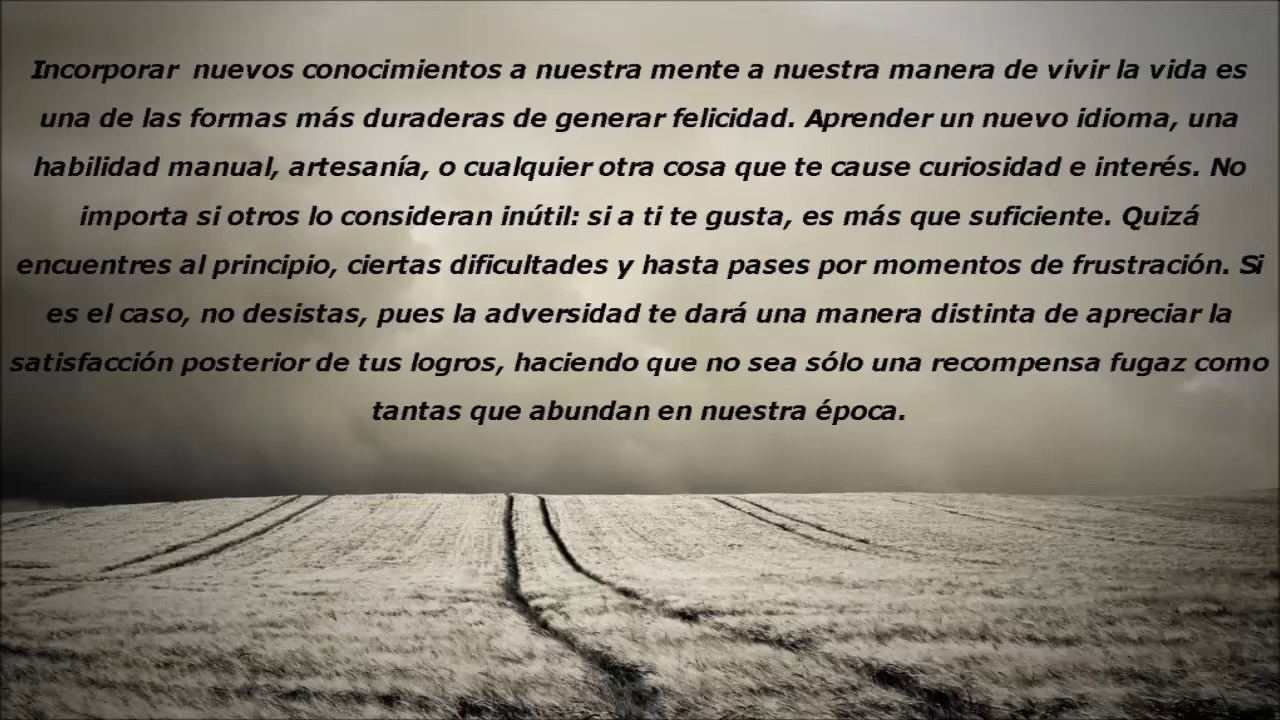 Incorporar nuevos conocimientos a nuestra mente a nuestra manera de vivir la vida es
una de las formas más duraderas de generar felicidad. Aprender un nuevo idioma, una
habilidad manual, artesanía, o cualquier otra cosa que te cause curiosidad e interés. No
importa si otros lo consideran inútil: si a ti te gusta, es más que suficiente. Quizá
encuentres al principio, ciertas dificultades y hasta pases por momentos de frustración. Si
es el caso, no desistas, pues la adversidad te dará una manera distinta de apreciar la
satisfacción posterior de tus logros, haciendo que no sea sólo una recompensa fugaz como
tantas que abundan en nuestra época.